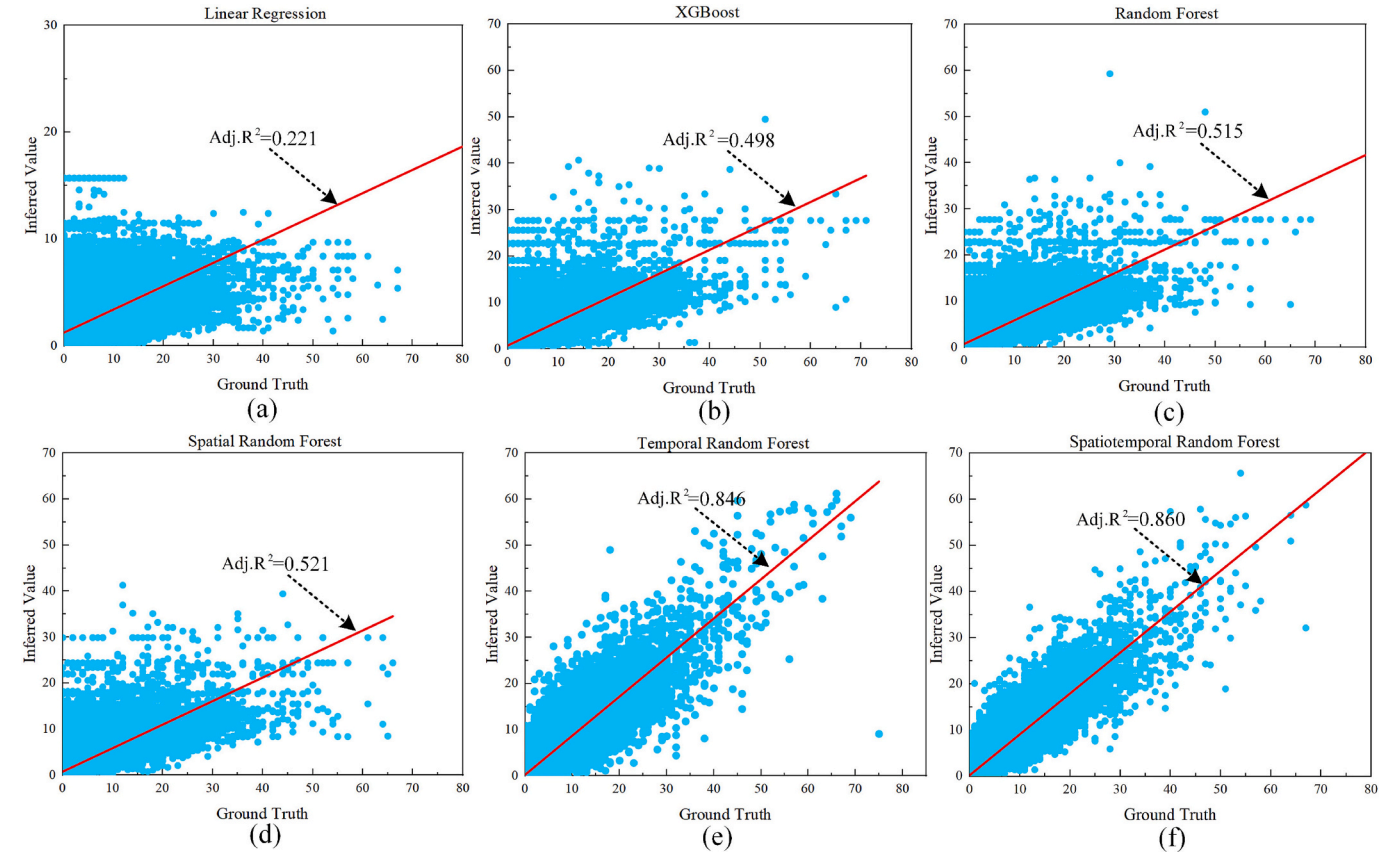 Linear Regression
30
20
10
0
Inferred Value
Adj.R²=0.221
0 10 20 30 40 50 60 70 80
Ground Truth
(a)
XGBoost
70
60
50
40
30
20
10
0
Inferred Value
Adj.R²=0.498
0 10 20 30 40 50 60 70 80
Ground Truth
(b)
Random Forest
70
60
50
40
30
20
10
0
Inferred Value
Adj.R²=0.515
0 10 20 30 40 50 60 70 80
Ground Truth
(c)
Spatial Random Forest
70
60
50
40
30
20
10
0
Inferred Value
Adj.R²=0.521
0 10 20 30 40 50 60 70 80
Ground Truth
(d)
Temporal Random Forest
70
60
50
40
30
20
10
0
Inferred Value
Adj.R²=0.846
0 10 20 30 40 50 60 70 80
Ground Truth
(e)
Spatiotemporal Random Forest
70
60
50
40
30
20
10
0
Inferred Value
Adj.R²=0.860
0 10 20 30 40 50 60 70 80
Ground Truth
(f)